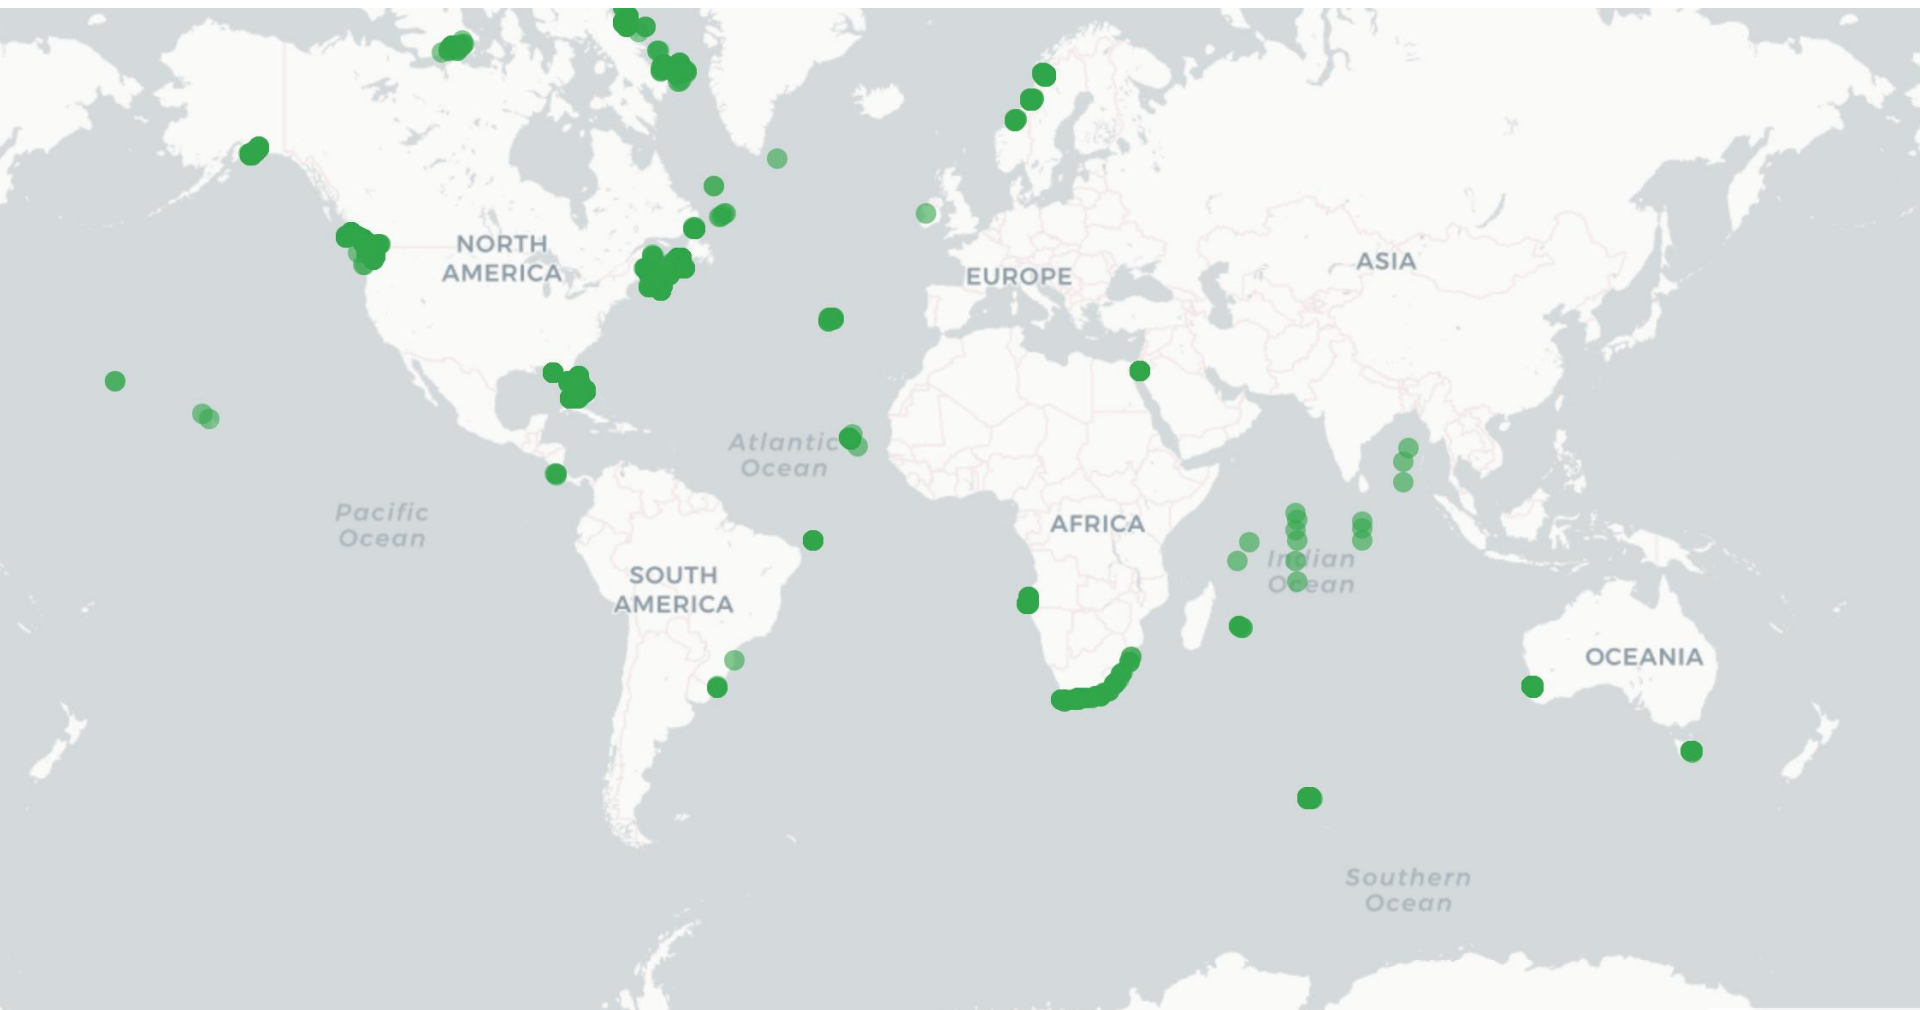 NORTH
AMERICA
EUROPE
ASIA
Atlantic
Ocean
Pacific
Ocean
AFRICA
SOUTH
AMERICA
Indian
Ocean
OCEANIA
Southern
Ocean